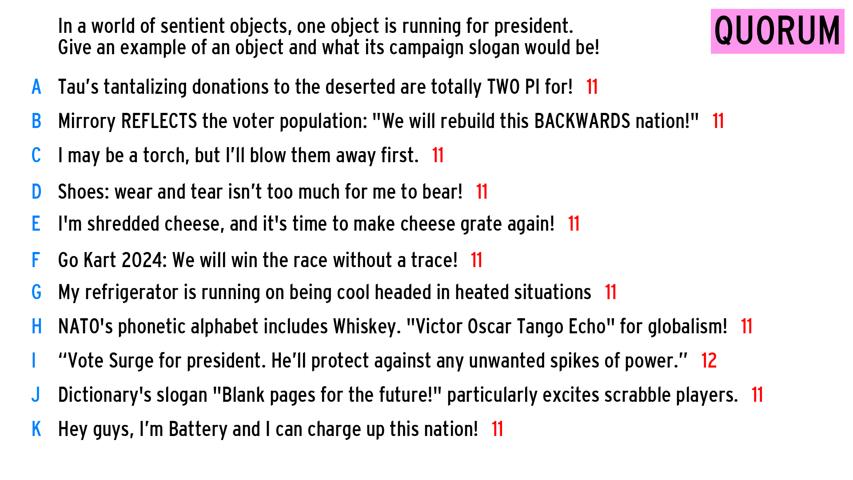 In a world of sentient objects, one object is running for president.
Give an example of an object and what its campaign slogan would be!
QUORUM
A Tau's tantalizing donations to the deserted are totally TWO PI for! 11
B Mirrory REFLECTS the voter population: "We will rebuild this BACKWARDS nation!" 11
C I may be a torch, but I'll blow them away first. 11
D Shoes: wear and tear isn't too much for me to bear! 11
E I'm shredded cheese, and it's time to make cheese grate again! 11
F Go Kart 2024: We will win the race without a trace! 11
G My refrigerator is running on being cool headed in heated situations 11
H NATO's phonetic alphabet includes Whiskey. "Victor Oscar Tango Echo" for globalism! 11
I “Vote Surge for president. He'll protect against any unwanted spikes of power.” 12
J Dictionary's slogan "Blank pages for the future!" particularly excites scrabble players. 11
K Hey guys, I'm Battery and I can charge up this nation! 11